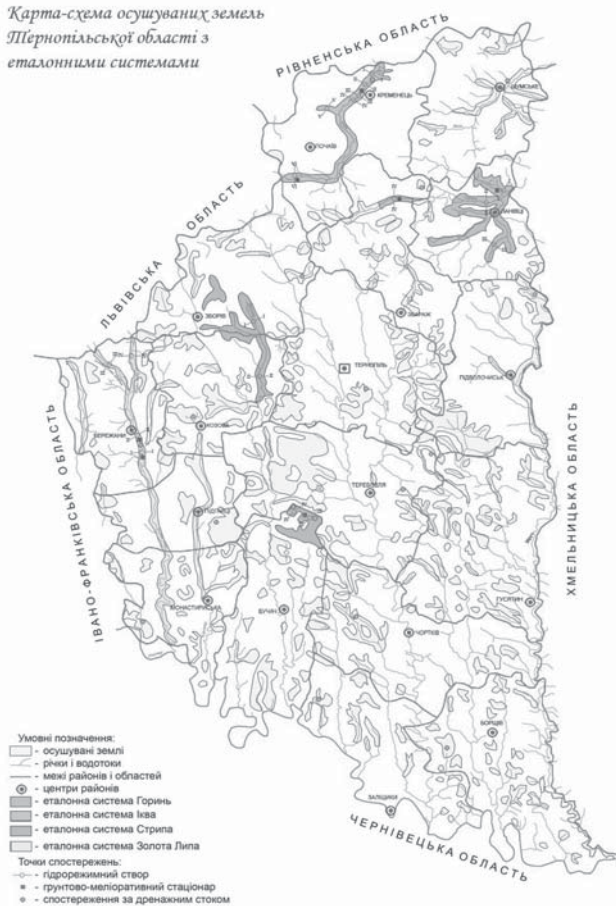 Карта-схема осушуваних земель
Тернопільської області з
еталонними системами
РІВНЕНСЬКА ОБЛАСТЬ
ШУМСЬКЕ
КРЕМЕНЕЦЬ
ПОЧАЇВ
ЛАНІВЦІ
ЛЬВІВСЬКА ОБЛАСТЬ
ЗБОРІВ
ЗБАРАЖ
ТЕРНОПІЛЬ
ПІДВОЛОЧИСЬК
БЕРЕЖАНИ
КОЗОВА
ТЕРЕБОВЛЯ
ІВАНО-ФРАНКІВСЬКА ОБЛАСТЬ
ХМЕЛЬНИЦЬКА ОБЛАСТЬ
МОНАСТИРИСЬКА
БУЧАЧ
ГУСЯТИН
ЧОРТКІВ
БОРЩІВ
ЗАЛІЩИКИ
ЧЕРНІВЕЦЬКА ОБЛАСТЬ
Умовні позначення:
- осушувані землі
- річки і водотоки
- межі районів і областей
- центри районів
- еталонна система Горинь
- еталонна система Іква
- еталонна система Стрипа
- еталонна система Золота Липа
Точки спостережень:
- гідрорежимний створ
- ґрунтово-меліоративний стаціонар
- спостереження за дренажним стоком